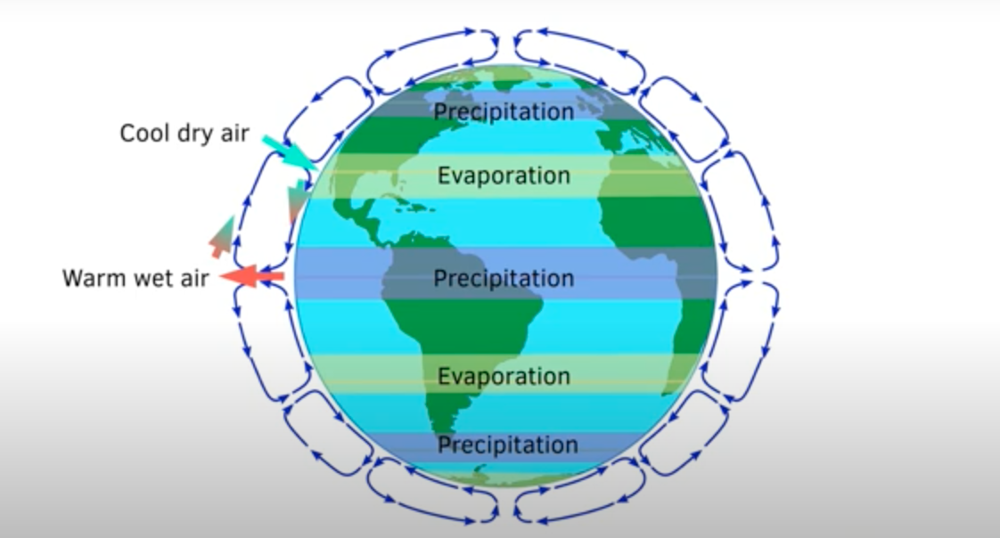 Precipitation
Cool dry air
Evaporation
Warm wet air
Precipitation
Evaporation
Precipitation